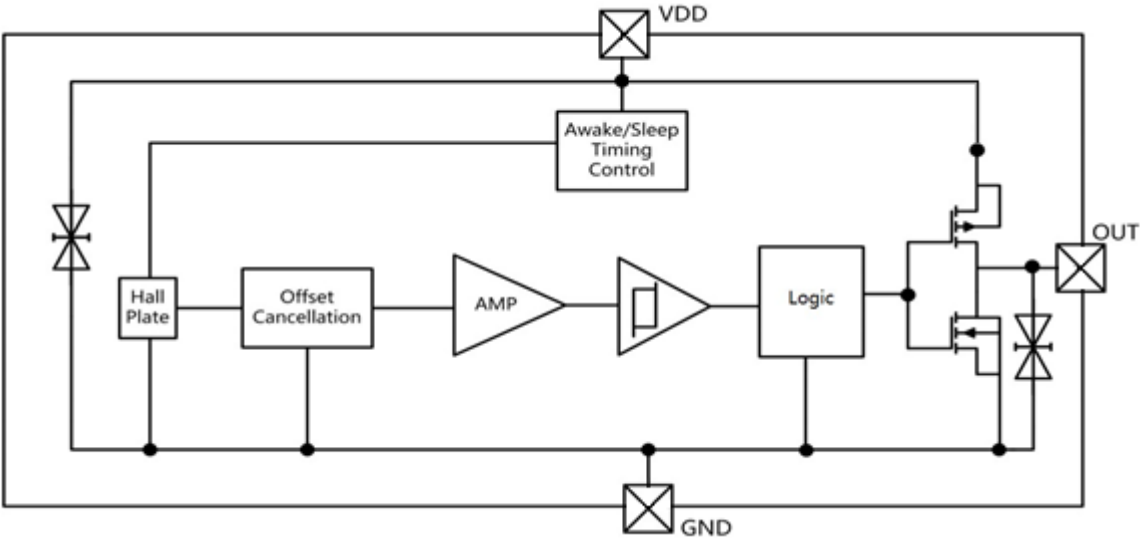 VDD
Awake/Sleep
Timing
Control
OUT
Hall
Plate
Offset
Cancellation
AMP
Logic
GND